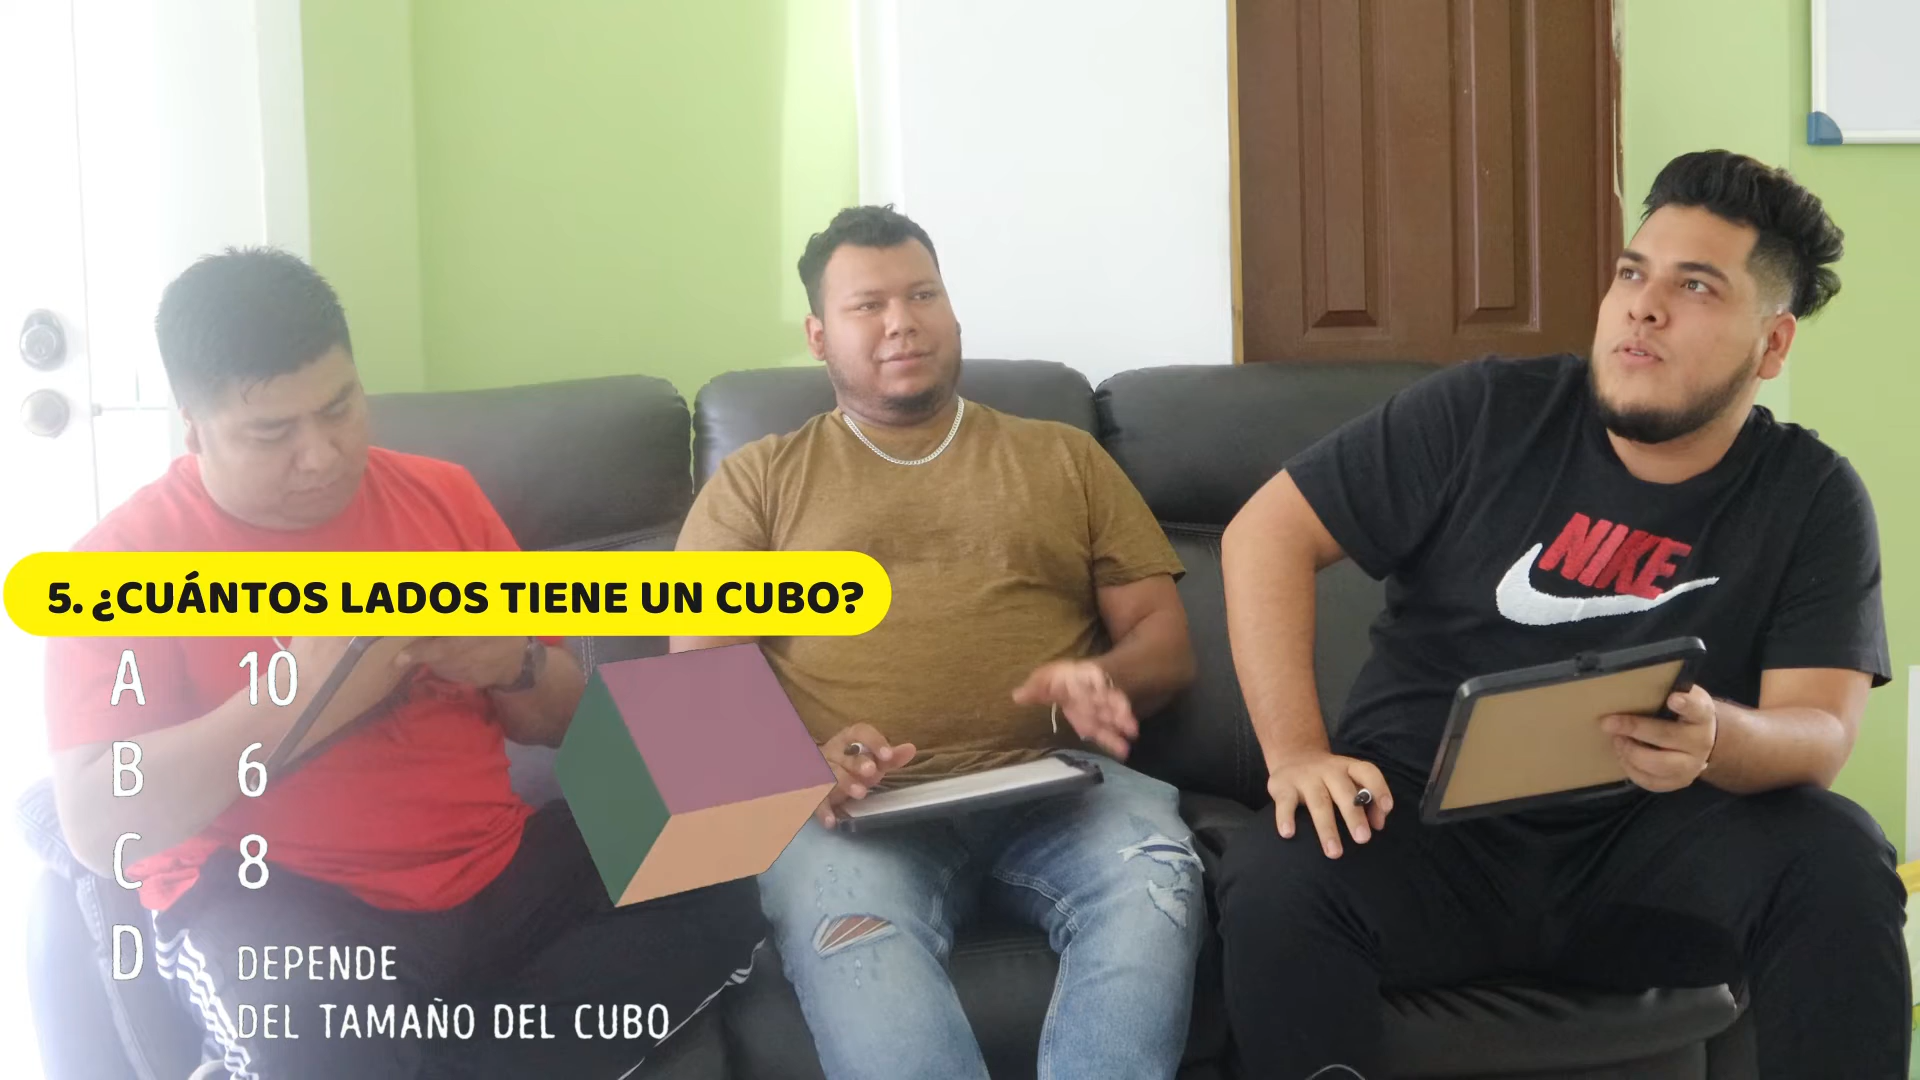 NIKE
5. ¿CUÁNTOS LADOS TIENE UN CUBO?
A 10
B 6
C 8
D DEPENDE
DEL TAMAÑO DEL CUBO